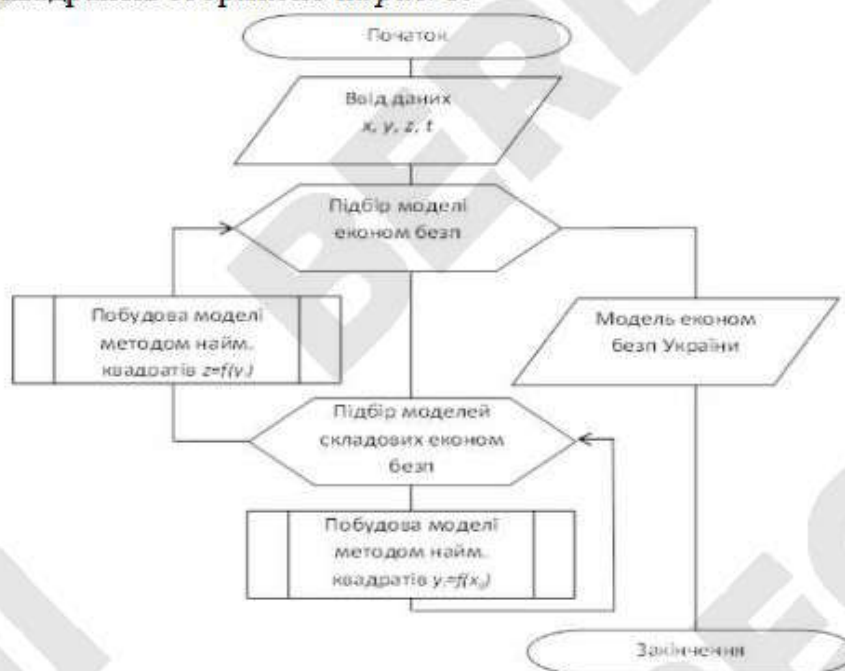 Початок
Ввід даних
x, y, z, t
Підбір моделі
економ безп
Побудова моделі
методом найм.
квадратів z=f(yᵢ)
Модель економ
безп України
Підбір моделей
складових економ
безп
Побудова моделі
методом найм.
квадратів yᵢ=f(xᵢⱼ)
Закінчення